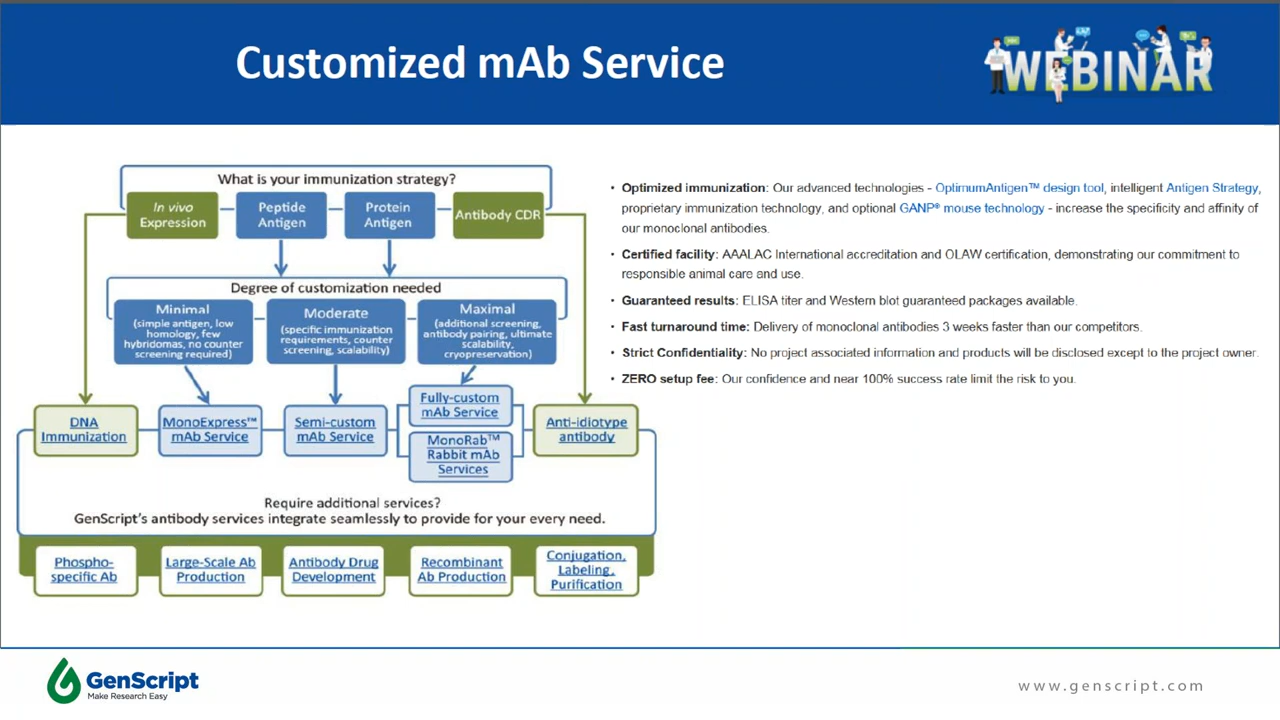 Customized mAb Service
WEBINAR
What is your immunization strategy?
In vivo
Expression
Peptide
Antigen
Protein
Antigen
Antibody CDR
Degree of customization needed
Minimal
(simple antigen, low
homology, few
hybridomas, no counter
screening required)
Moderate
(specific immunization
requirements, counter
screening, scalability)
Maximal
(additional screening,
antibody pairing, ultimate
scalability,
cryopreservation)
DNA
Immunization
MonoExpress™
mAb Service
Semi-custom
mAb Service
Fully-custom
mAb Service
MonoRab™
Rabbit mAb
Services
Anti-idiotype
antibody
Require additional services?
GenScript's antibody services integrate seamlessly to provide for your every need.
Phospho-
specific Ab
Large-Scale Ab
Production
Antibody Drug
Development
Recombinant
Ab Production
Conjugation,
Labeling,
Purification
• Optimized immunization: Our advanced technologies - OptimumAntigen™ design tool, intelligent Antigen Strategy,
proprietary immunization technology, and optional GANP® mouse technology - increase the specificity and affinity of
our monoclonal antibodies.
• Certified facility: AAALAC International accreditation and OLAW certification, demonstrating our commitment to
responsible animal care and use.
• Guaranteed results: ELISA titer and Western blot guaranteed packages available.
• Fast turnaround time: Delivery of monoclonal antibodies 3 weeks faster than our competitors.
• Strict Confidentiality: No project associated information and products will be disclosed except to the project owner.
• ZERO setup fee: Our confidence and near 100% success rate limit the risk to you.
GenScript
Make Research Easy
www.genscript.com